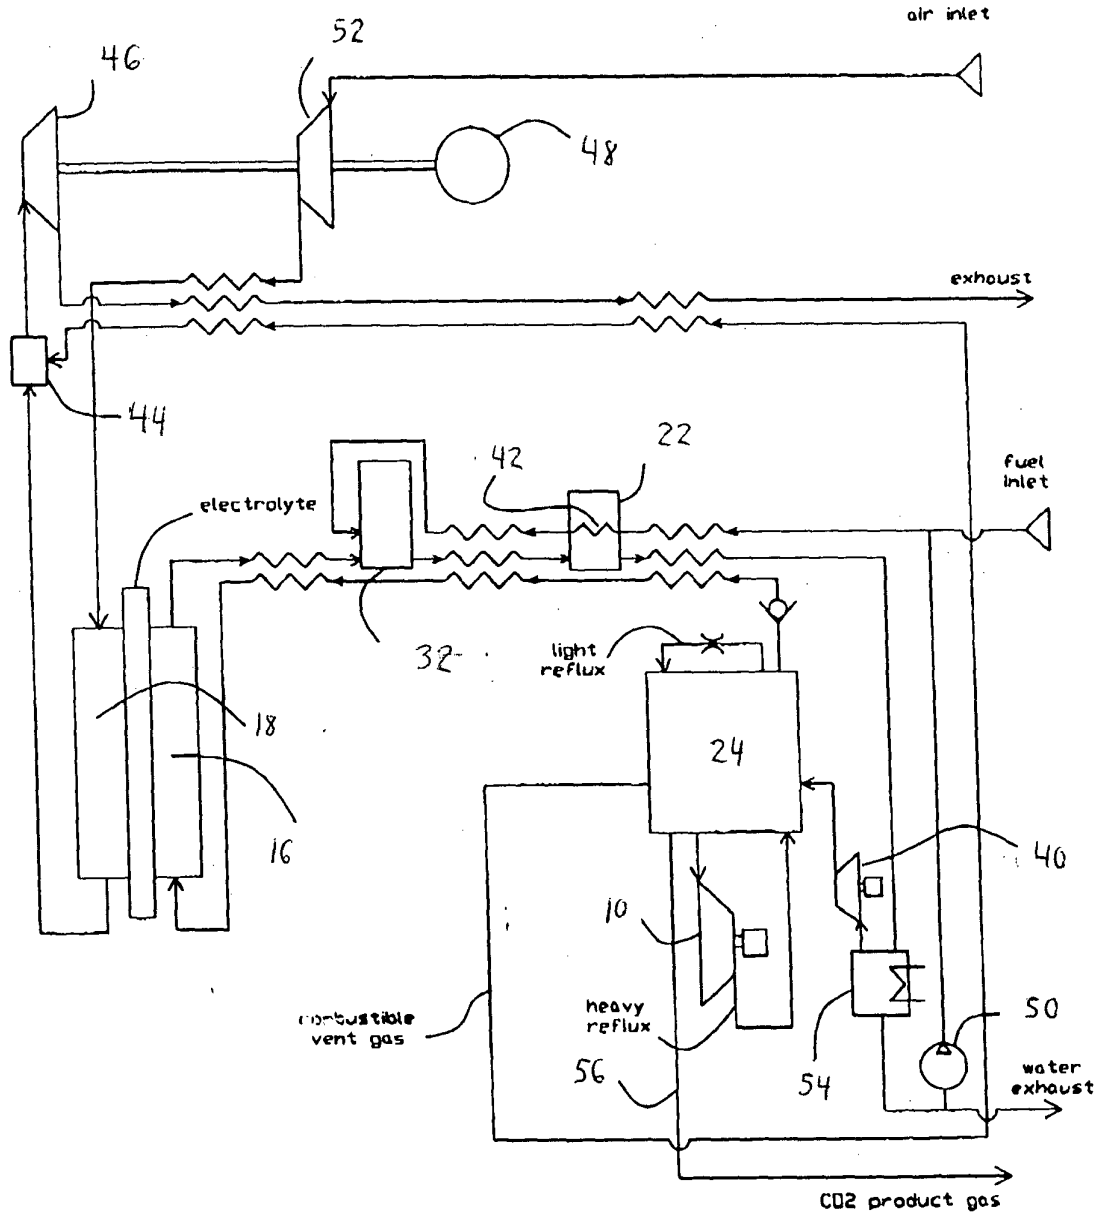 air inlet
52
46
48
exhaust
44
22
42
fuel
inlet
electrolyte
32
light
reflux
18
24
16
40
10
heavy
reflux
combustible
vent gas
50
56
54
water
exhaust
CO2 product gas